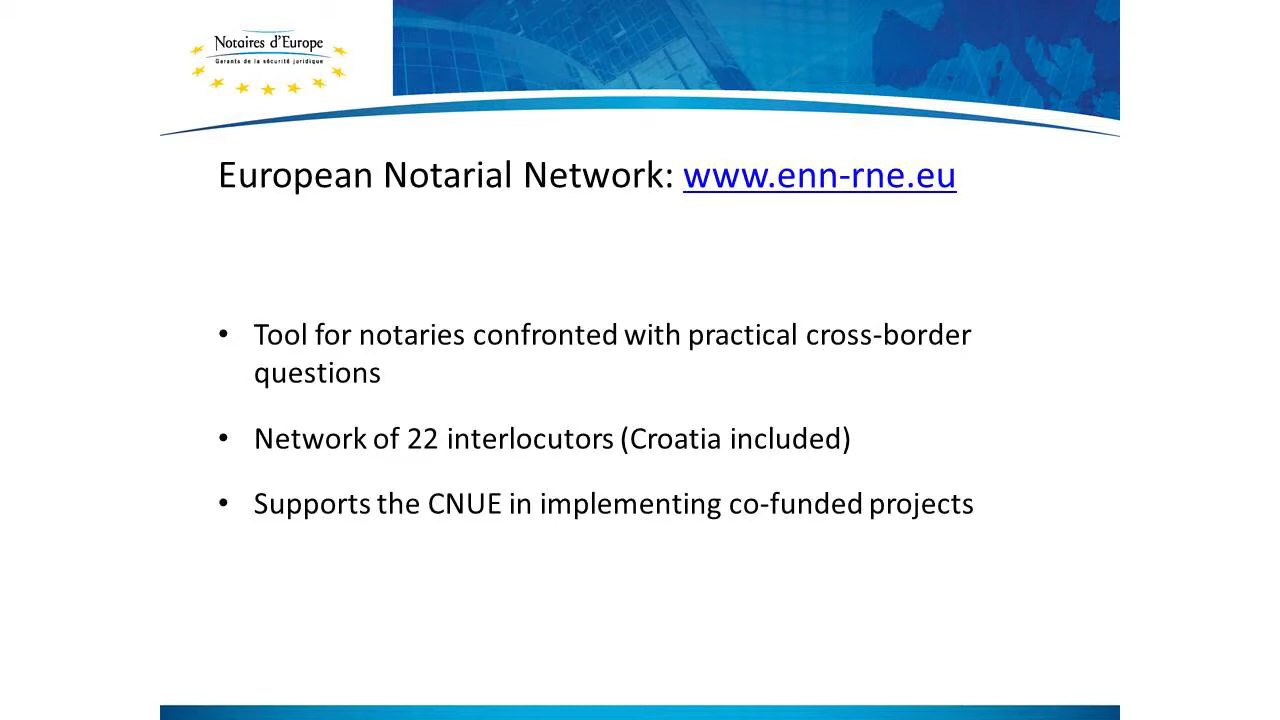 Notaires d'Europe
Garants de la sécurité juridique
European Notarial Network: www.enn-rne.eu
• Tool for notaries confronted with practical cross-border
questions
• Network of 22 interlocutors (Croatia included)
• Supports the CNUE in implementing co-funded projects